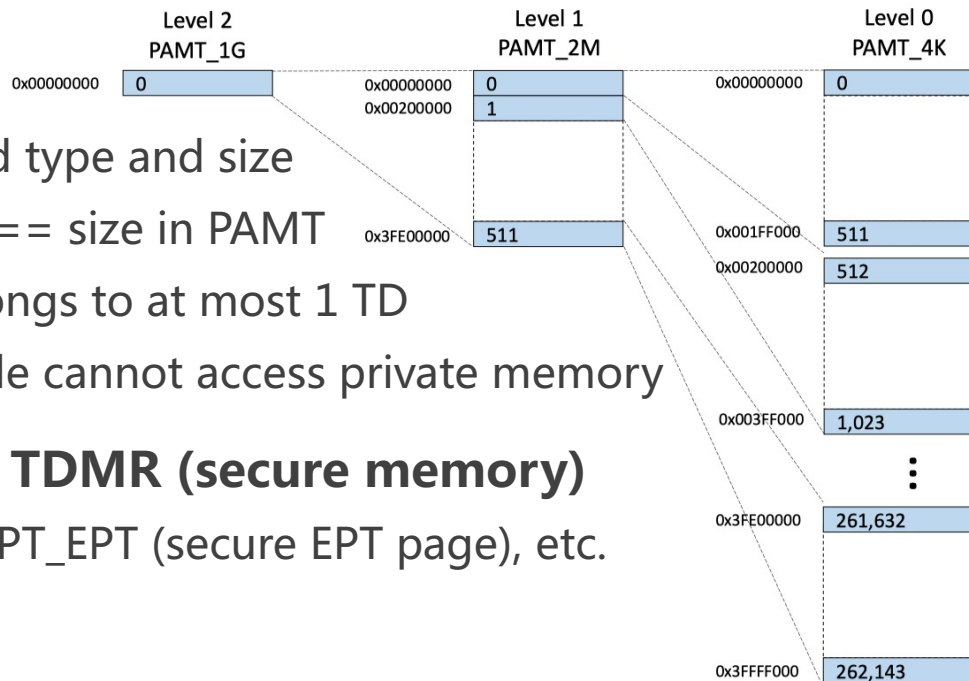 Level 2
PAMT_1G
Level 1
PAMT_2M
Level 0
PAMT_4K
0x00000000 0
0x00000000 0
0x00000000 0
0x00200000 1
type and size
== size in PAMT
0x3FE00000 511
0x001FF000 511
0x00200000 512
to at most 1 TD
cannot access private memory
0x003FF000 1,023
TDMR (secure memory)
0x3FE00000 261,632
PT_EPT (secure EPT page), etc.
0x3FFFF000 262,143